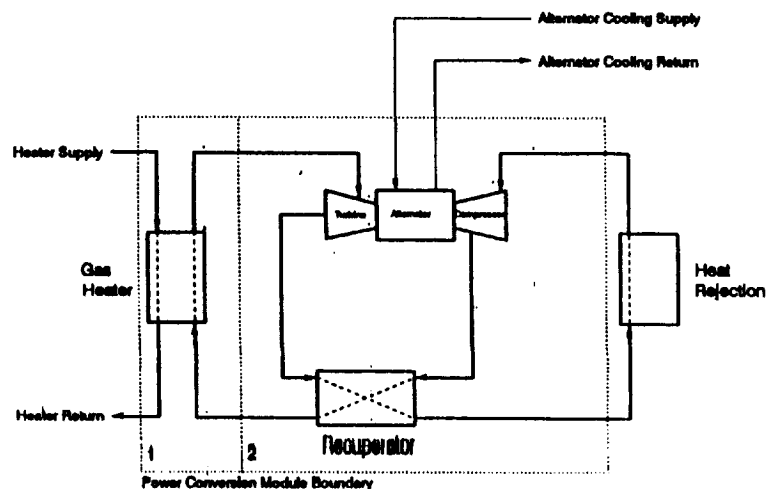 Alternator Cooling Supply
Alternator Cooling Return
Heater Supply
Turbine
Alternator
Compressor
Gas
Heater
Heat
Rejection
Heater Return
Recuperator
1
2
Power Conversion Module Boundary